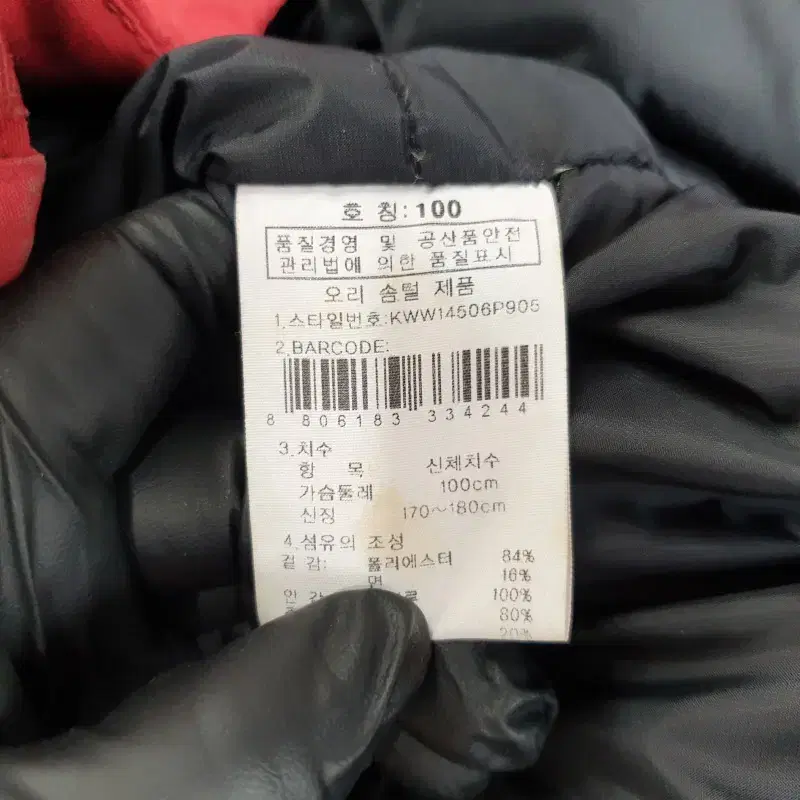 호 칭: 100
품질경영 및 공산품안전
관리법에 의한 품질표시
오리 솜털 제품
1.스타일번호:KWW14506P905
2.BARCODE:
8 806183 334244
3.치수
항 목 신체치수
가슴둘레 100cm
신장 170~180cm
4.섬유의 조성
겉 감: 폴리에스터 84%
면 16%
안 100%
80%
20%